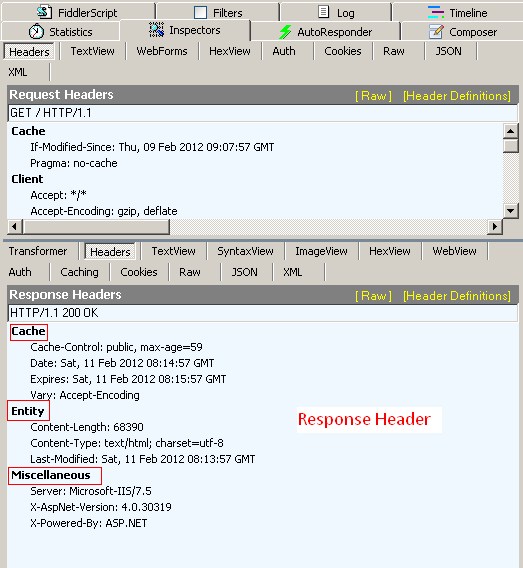 FiddlerScript Filters Log Timeline
Statistics Inspectors AutoResponder Composer
Headers TextView WebForms HexView Auth Cookies Raw JSON
XML
Request Headers [ Raw ] [Header Definitions]
GET / HTTP/1.1
Cache
If-Modified-Since: Thu, 09 Feb 2012 09:07:57 GMT
Pragma: no-cache
Client
Accept: */*
Accept-Encoding: gzip, deflate
Transformer Headers TextView SyntaxView ImageView HexView WebView
Auth Caching Cookies Raw JSON XML
Response Headers [ Raw ] [Header Definitions]
HTTP/1.1 200 OK
Cache
Cache-Control: public, max-age=59
Date: Sat, 11 Feb 2012 08:14:57 GMT
Expires: Sat, 11 Feb 2012 08:15:57 GMT
Vary: Accept-Encoding
Entity
Response Header
Content-Length: 68390
Content-Type: text/html; charset=utf-8
Last-Modified: Sat, 11 Feb 2012 08:13:57 GMT
Miscellaneous
Server: Microsoft-IIS/7.5
X-AspNet-Version: 4.0.30319
X-Powered-By: ASP.NET